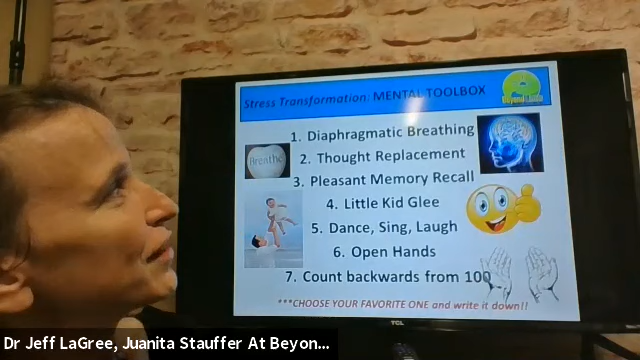 Stress Transformation: MENTAL TOOLBOX
Beyond
1. Diaphragmatic Breathing
Breathe
2. Thought Replacement
3. Pleasant Memory Recall
4. Little Kid Glee
5. Dance, Sing, Laugh
6. Open Hands
7. Count backwards from 100
***CHOOSE YOUR FAVORITE ONE and write it down!!
TCL
Dr Jeff LaGree, Juanita Stauffer At Beyon...